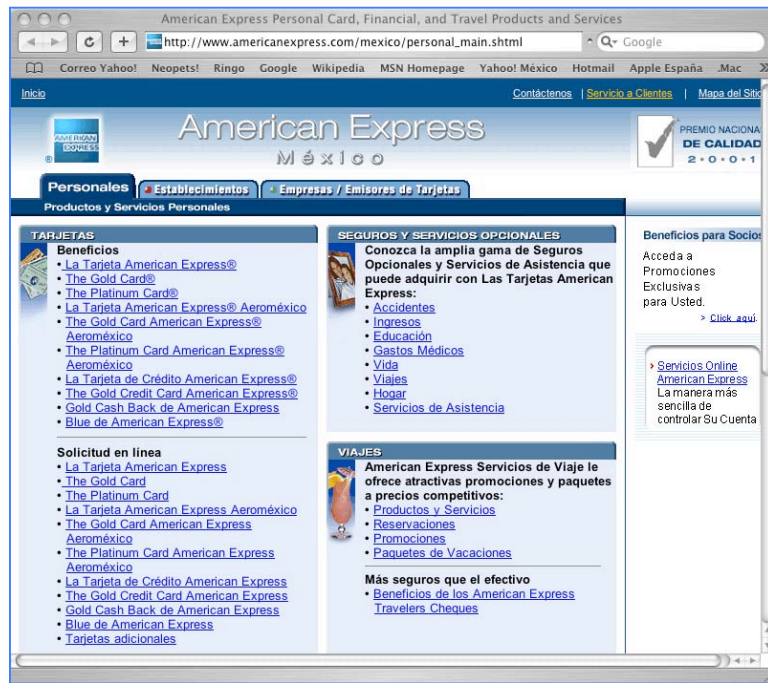 American Express Personal Card, Financial, and Travel Products and Services
http://www.americanexpress.com/mexico/personal_main.shtml
Google
Correo Yahoo! Neopets! Ringo Google Wikipedia MSN Homepage Yahoo! México Hotmail Apple España .Mac
Inicio
Contáctenos | Servicio a Clientes | Mapa del Sitio
AMERICAN EXPRESS
®
American Express
México
PREMIO NACIONA
DE CALIDAD
2 • 0 • 0 • 1
Personales
Establecimientos
Empresas / Emisores de Tarjetas
Productos y Servicios Personales
TARJETAS
Beneficios
• La Tarjeta American Express®
• The Gold Card®
• The Platinum Card®
• La Tarjeta American Express® Aeroméxico
• The Gold Card American Express®
Aeroméxico
• The Platinum Card American Express®
Aeroméxico
• La Tarjeta de Crédito American Express®
• The Gold Credit Card American Express®
• Gold Cash Back de American Express
• Blue de American Express®
Solicitud en línea
• La Tarjeta American Express
• The Gold Card
• The Platinum Card
• La Tarjeta American Express Aeroméxico
• The Gold Card American Express
Aeroméxico
• The Platinum Card American Express
Aeroméxico
• La Tarjeta de Crédito American Express
• The Gold Credit Card American Express
• Gold Cash Back de American Express
• Blue de American Express
• Tarjetas adicionales
SEGUROS Y SERVICIOS OPCIONALES
Conozca la amplia gama de Seguros
Opcionales y Servicios de Asistencia que
puede adquirir con Las Tarjetas American
Express:
• Accidentes
• Ingresos
• Educación
• Gastos Médicos
• Vida
• Viajes
• Hogar
• Servicios de Asistencia
VIAJES
American Express Servicios de Viaje le
ofrece atractivas promociones y paquetes
a precios competitivos:
• Productos y Servicios
• Reservaciones
• Promociones
• Paquetes de Vacaciones
Más seguros que el efectivo
• Beneficios de los American Express
Travelers Cheques
Beneficios para Socios
Acceda a
Promociones
Exclusivas
para Usted.
> Click aquí.
> Servicios Online
American Express
La manera más
sencilla de
controlar Su Cuenta